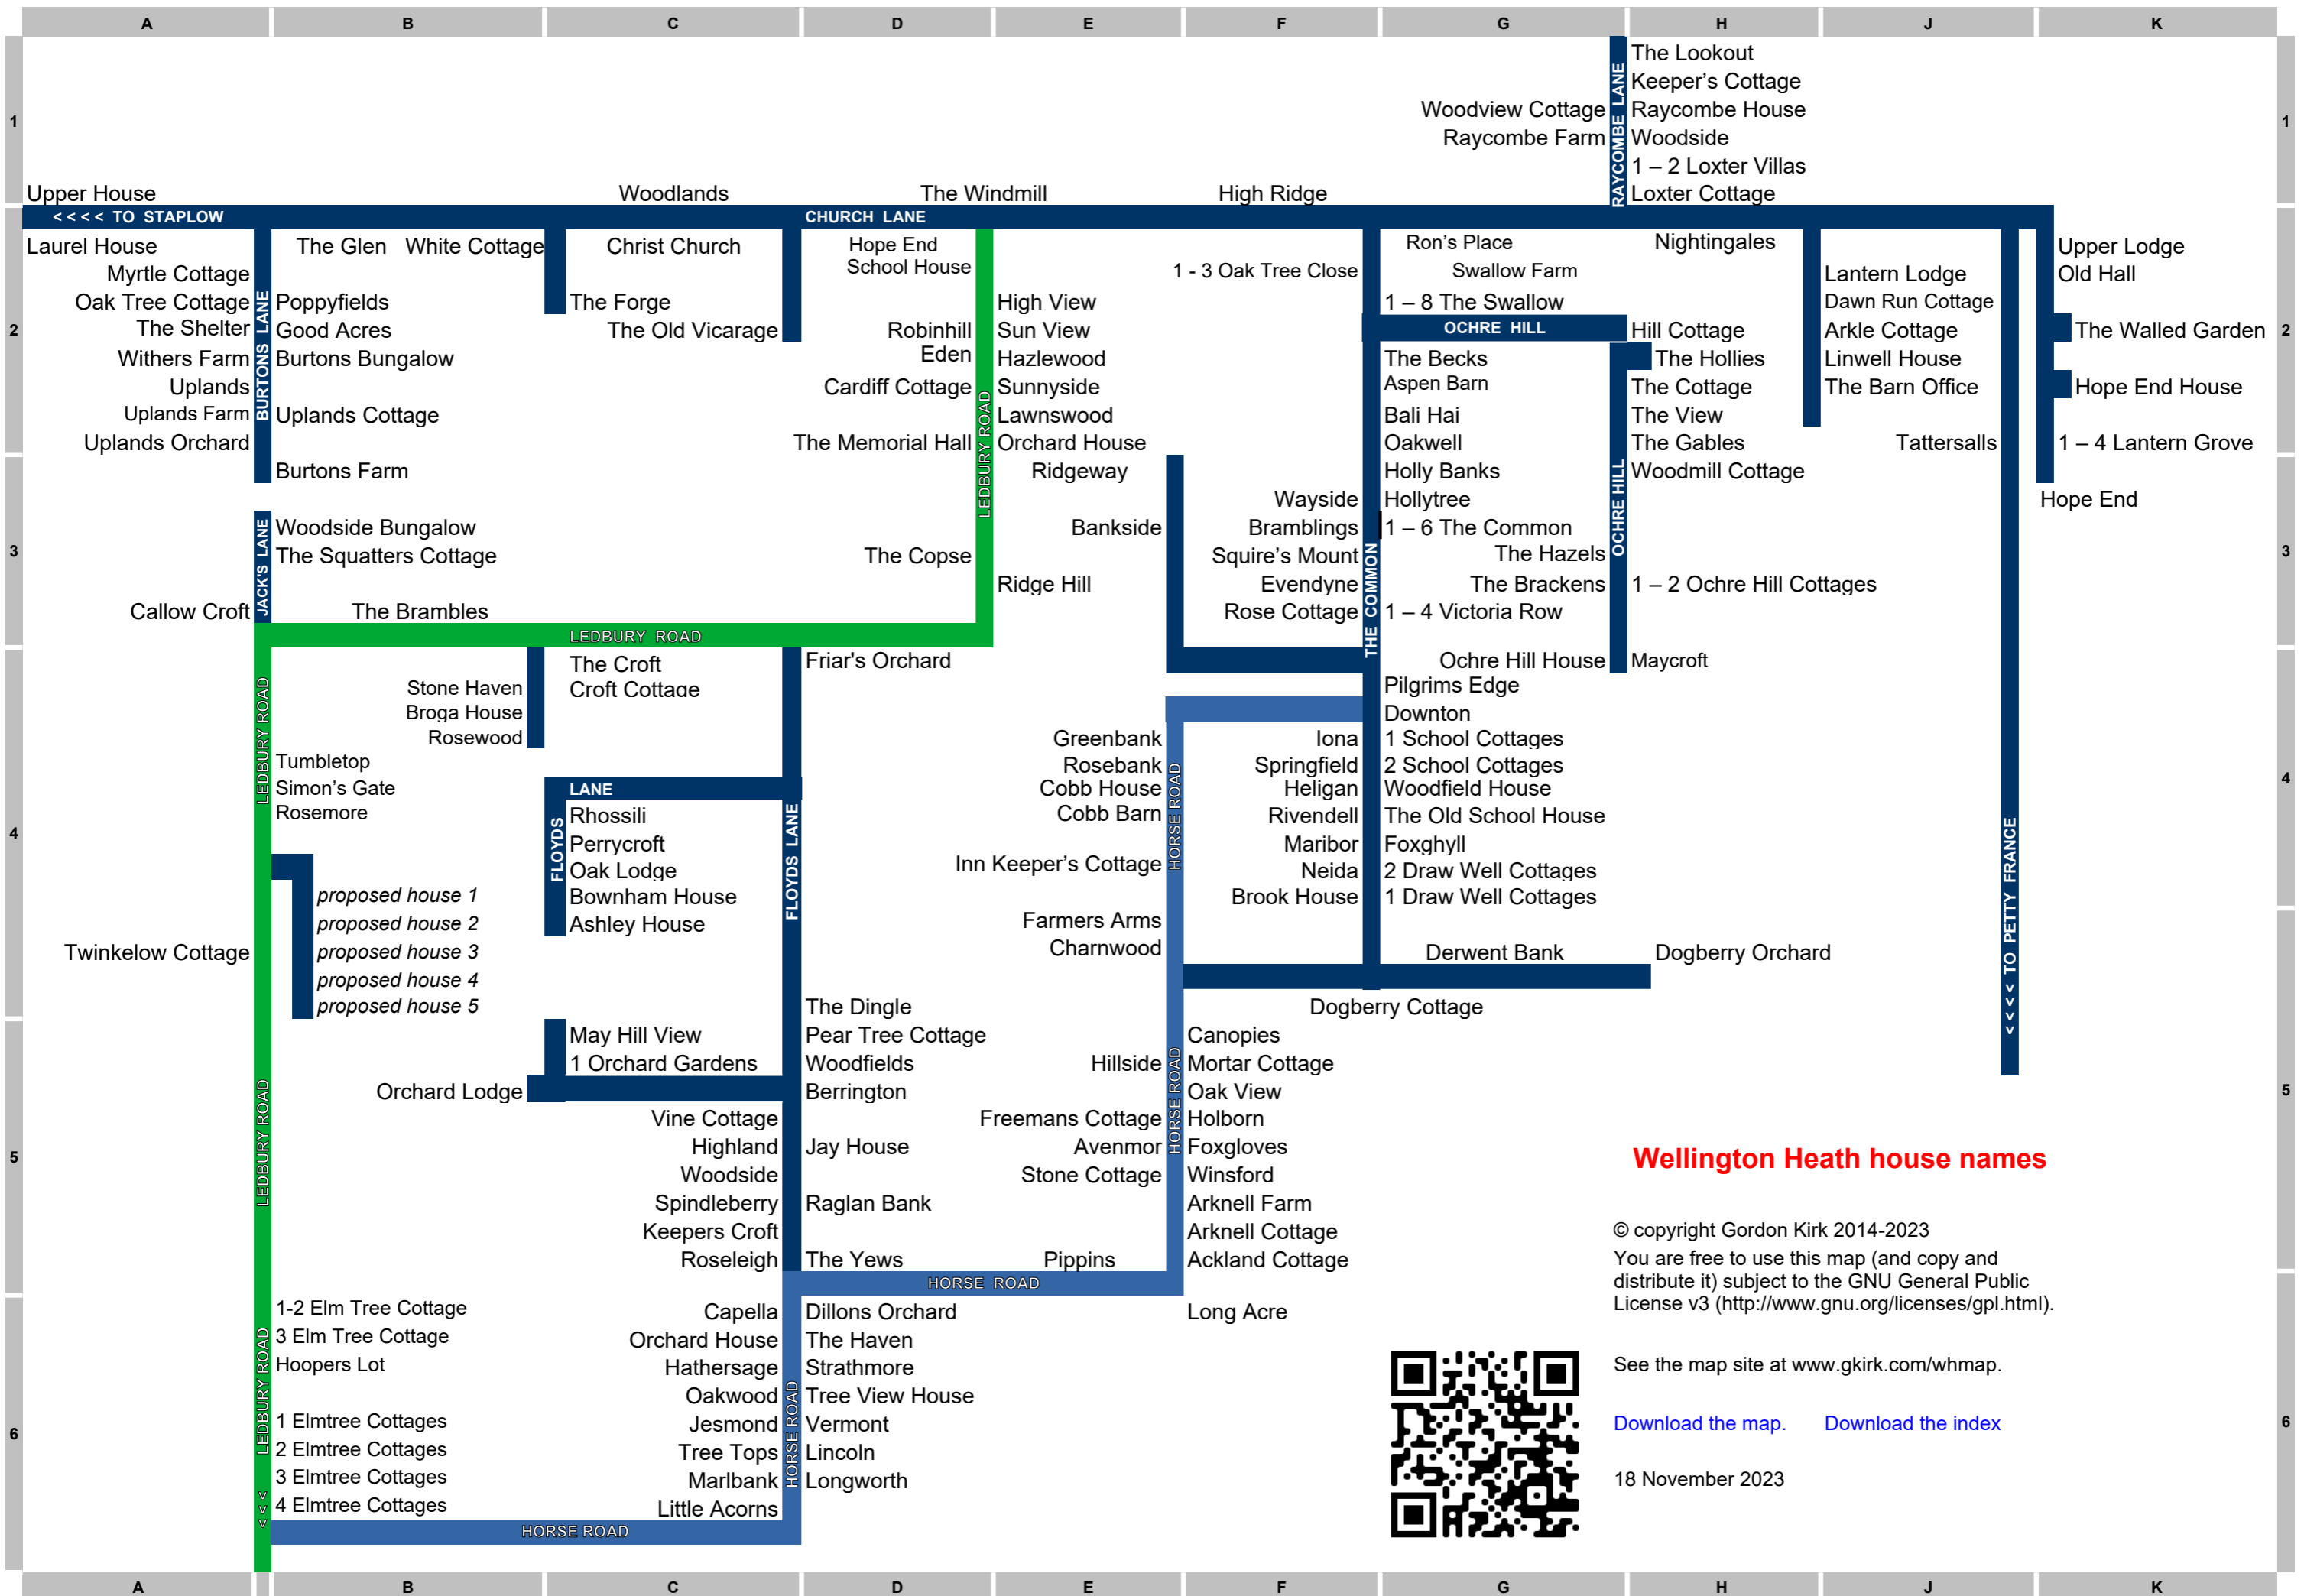 A B C D E F G H J K
The Lookout
Keeper's Cottage
Woodview Cottage Raycombe House
Raycombe Farm Woodside
1 – 2 Loxter Villas
Upper House Woodlands The Windmill High Ridge Loxter Cottage
RAYCOMBE LANE
1 1
< < < < TO STAPLOW CHURCH LANE
Laurel House The Glen White Cottage Christ Church Hope End Ron's Place Nightingales Upper Lodge
Myrtle Cottage School House 1 - 3 Oak Tree Close Swallow Farm Lantern Lodge Old Hall
Oak Tree Cottage Poppyfields The Forge High View 1 – 8 The Swallow Dawn Run Cottage
The Shelter Good Acres The Old Vicarage Robinhill Sun View OCHRE HILL Hill Cottage Arkle Cottage The Walled Garden
2 2
Withers Farm Burtons Bungalow Eden Hazlewood The Becks The Hollies Linwell House
Uplands Cardiff Cottage Sunnyside Aspen Barn The Cottage The Barn Office Hope End House
Uplands Farm Uplands Cottage Lawnswood Bali Hai The View
Uplands Orchard The Memorial Hall Orchard House Oakwell The Gables Tattersalls 1 – 4 Lantern Grove
BURTONS LANE
LEDBURY ROAD
Burtons Farm Ridgeway Holly Banks Woodmill Cottage
Wayside Hollytree Hope End
Woodside Bungalow Bankside Bramblings 1 – 6 The Common
The Squatters Cottage The Copse Squire's Mount The Hazels
3 3
Ridge Hill Evendyne The Brackens 1 – 2 Ochre Hill Cottages
Callow Croft The Brambles Rose Cottage 1 – 4 Victoria Row
JACK'S LANE
OCHRE HILL
THE COMMON
LEDBURY ROAD
The Croft Friar's Orchard Ochre Hill House Maycroft
Stone Haven Croft Cottage Pilgrims Edge
Broga House Downton
Rosewood Greenbank Iona 1 School Cottages
Tumbletop Rosebank Springfield 2 School Cottages
Simon's Gate LANE Cobb House Heligan Woodfield House
Rosemore Rhossili Cobb Barn Rivendell The Old School House
4 4
Perrycroft Maribor Foxghyll
Oak Lodge Inn Keeper's Cottage Neida 2 Draw Well Cottages
proposed house 1 Bownham House Brook House 1 Draw Well Cottages
proposed house 2 Ashley House Farmers Arms
Twinkelow Cottage proposed house 3 Charnwood Derwent Bank Dogberry Orchard
proposed house 4
proposed house 5 The Dingle Dogberry Cottage
LEDBURY ROAD
FLOYDS
FLOYDS LANE
HORSE ROAD
< < < < TO PETTY FRANCE
May Hill View Pear Tree Cottage Canopies
1 Orchard Gardens Woodfields Hillside Mortar Cottage
Orchard Lodge Berrington Oak View
Vine Cottage Freemans Cottage Holborn
Highland Jay House Avenmor Foxgloves
5 5
Woodside Stone Cottage Winsford
Spindleberry Raglan Bank Arknell Farm
Keepers Croft Arknell Cottage
Roseleigh The Yews Pippins Ackland Cottage
LEDBURY ROAD
HORSE ROAD
HORSE ROAD
1-2 Elm Tree Cottage Capella Dillons Orchard Long Acre
3 Elm Tree Cottage Orchard House The Haven
Hoopers Lot Hathersage Strathmore
Oakwood Tree View House
1 Elmtree Cottages Jesmond Vermont
6 6
2 Elmtree Cottages Tree Tops Lincoln
3 Elmtree Cottages Marlbank Longworth
4 Elmtree Cottages Little Acorns
LEDBURY ROAD
< < <
HORSE ROAD
HORSE ROAD
Wellington Heath house names
© copyright Gordon Kirk 2014-2023
You are free to use this map (and copy and
distribute it) subject to the GNU General Public
License v3 (http://www.gnu.org/licenses/gpl.html).
See the map site at www.gkirk.com/whmap.
Download the map. Download the index
18 November 2023
A B C D E F G H J K